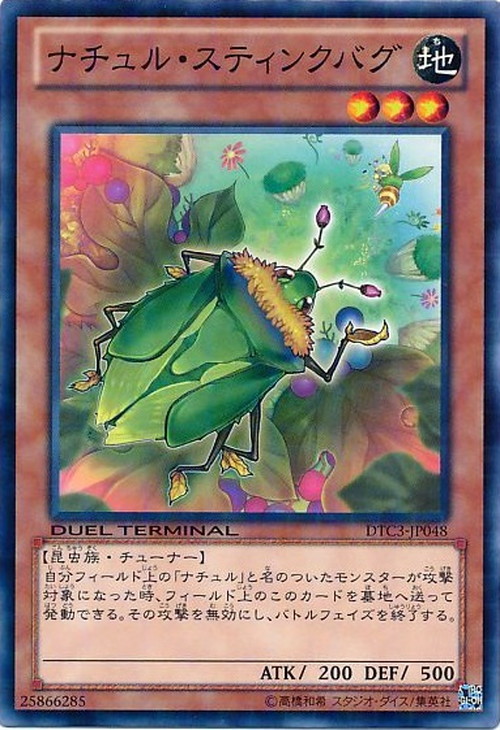 ナチュル・スティンクバグ
地
DUEL TERMINAL
DTC3-JP048
【昆虫族・チューナー】
自分フィールド上の「ナチュル」と名のついたモンスターが攻撃
対象になった時、フィールド上のこのカードを墓地へ送って
発動できる。その攻撃を無効にし、バトルフェイズを終了する。
ATK/ 200 DEF/ 500
25866285
©高橋和希 スタジオ・ダイス/集英社